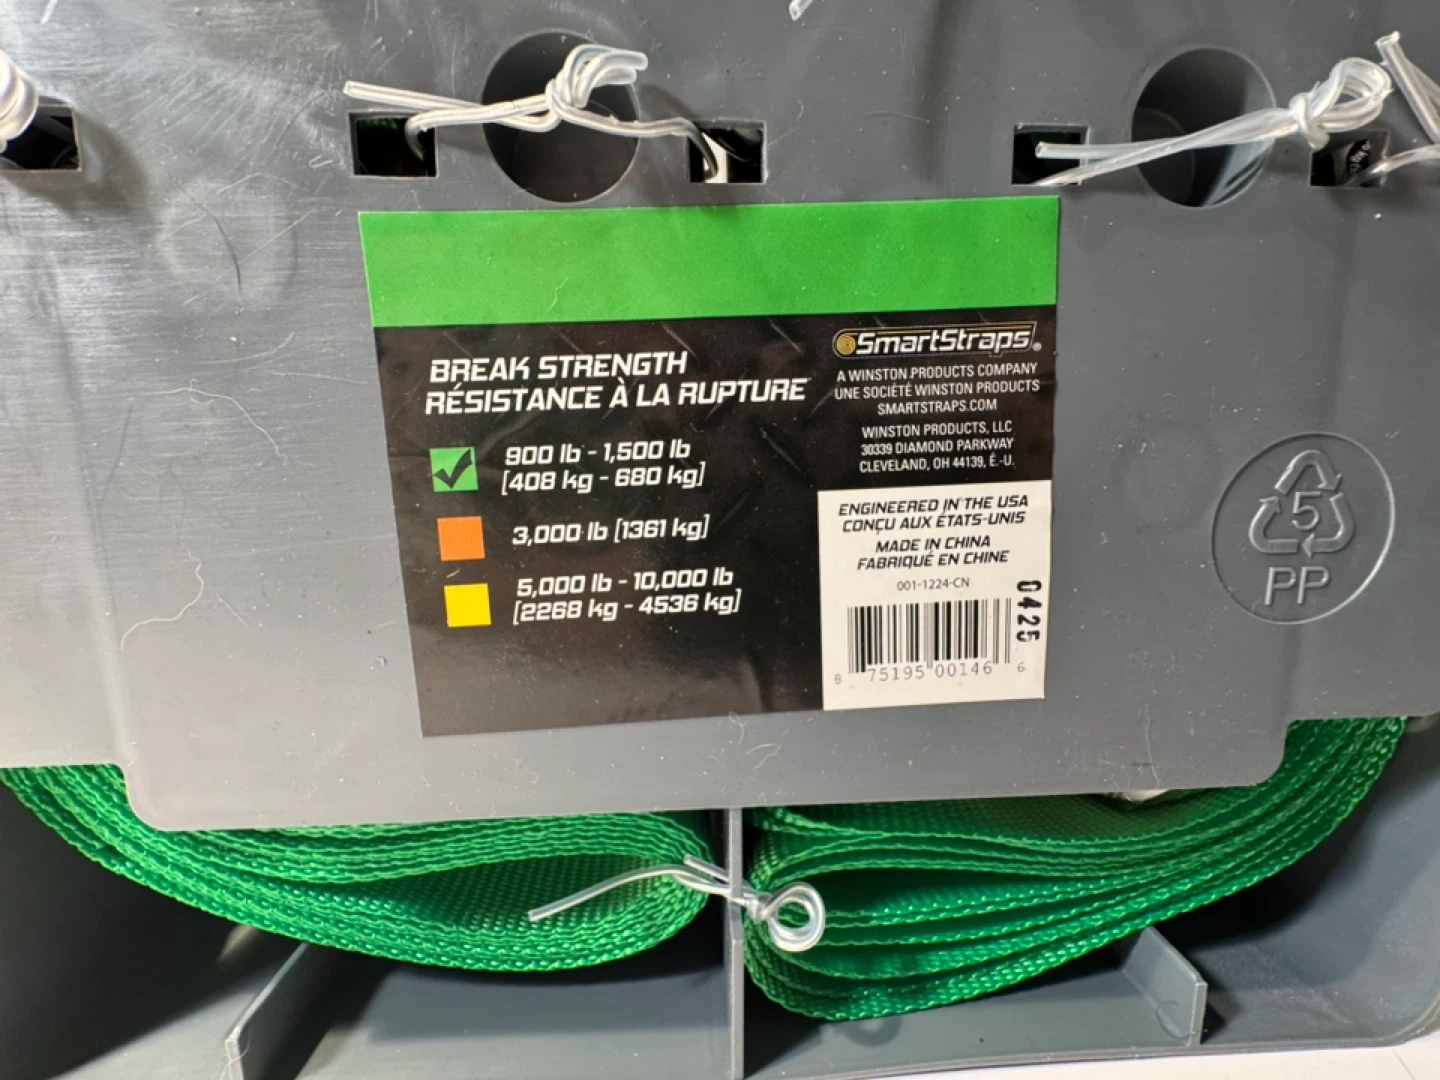 BREAK STRENGTH
RÉSISTANCE À LA RUPTURE
900 lb - 1,500 lb
[408 kg - 680 kg]
3,000 lb [1361 kg]
5,000 lb - 10,000 lb
[2268 kg - 4536 kg]
SmartStraps®
A WINSTON PRODUCTS COMPANY
UNE SOCIÉTÉ WINSTON PRODUCTS
SMARTSTRAPS.COM
WINSTON PRODUCTS, LLC
30339 DIAMOND PARKWAY
CLEVELAND, OH 44139, É.-U.
ENGINEERED IN THE USA
CONÇU AUX ÉTATS-UNIS
MADE IN CHINA
FABRIQUÉ EN CHINE
001-1224-CN
0425
8 75195 00146 6
5
PP